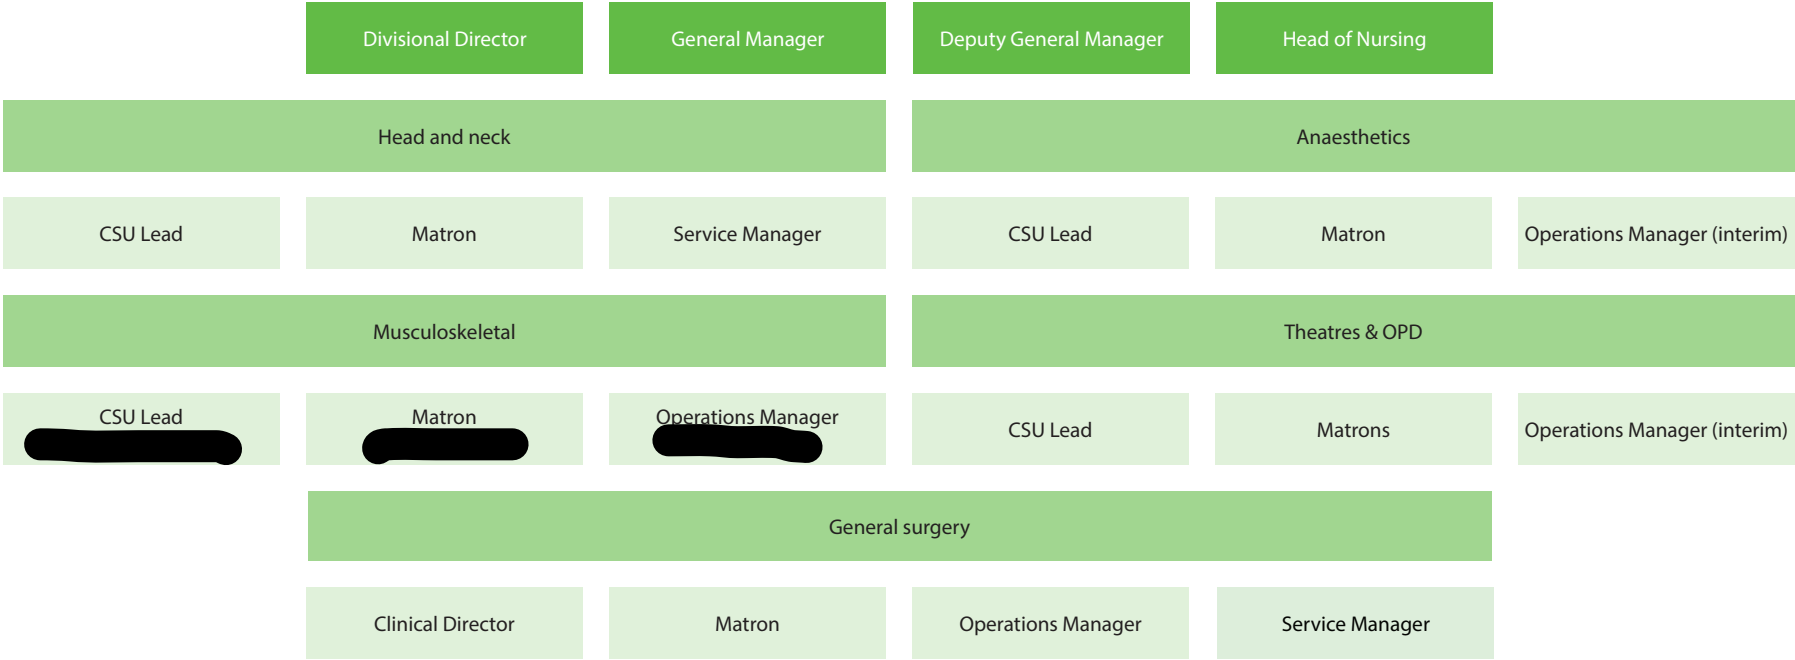 Divisional Director
General Manager
Deputy General Manager
Head of Nursing
Head and neck
Anaesthetics
CSU Lead
Matron
Service Manager
CSU Lead
Matron
Operations Manager (interim)
Musculoskeletal
Theatres & OPD
CSU Lead
Matron
Operations Manager
CSU Lead
Matrons
Operations Manager (interim)
General surgery
Clinical Director
Matron
Operations Manager
Service Manager